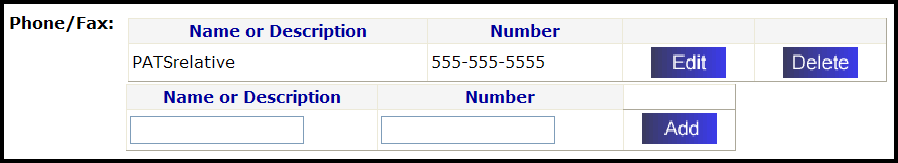 Phone/Fax:
Name or Description Number
PATSrelative 555-555-5555 Edit Delete
Name or Description Number
Add